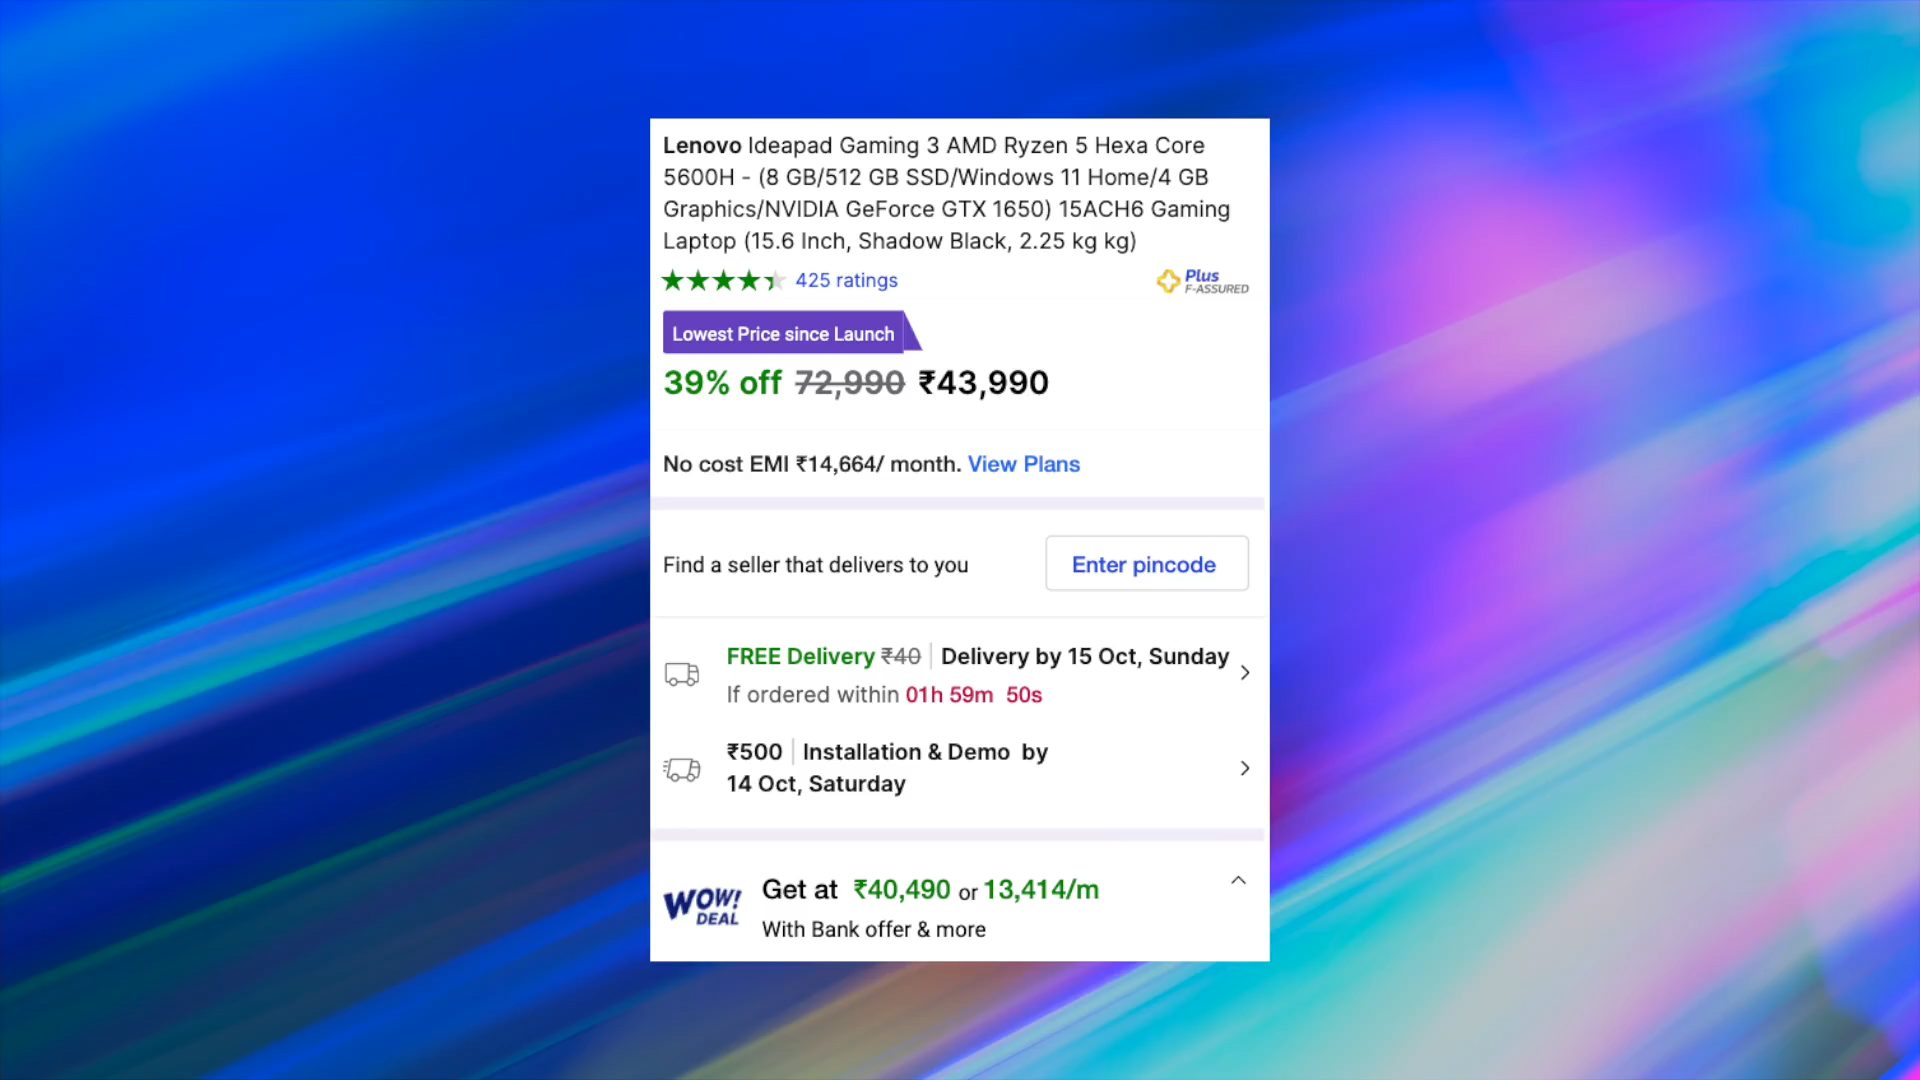 Lenovo Ideapad Gaming 3 AMD Ryzen 5 Hexa Core
5600H - (8 GB/512 GB SSD/Windows 11 Home/4 GB
Graphics/NVIDIA GeForce GTX 1650) 15ACH6 Gaming
Laptop (15.6 Inch, Shadow Black, 2.25 kg kg)
425 ratings
Plus
F-ASSURED
Lowest Price since Launch
39% off 72,990 ₹43,990
No cost EMI ₹14,664/ month. View Plans
Find a seller that delivers to you
Enter pincode
FREE Delivery ₹40 | Delivery by 15 Oct, Sunday
If ordered within 01h 59m 50s
₹500 | Installation & Demo by
14 Oct, Saturday
WOW!
DEAL
Get at ₹40,490 or 13,414/m
With Bank offer & more